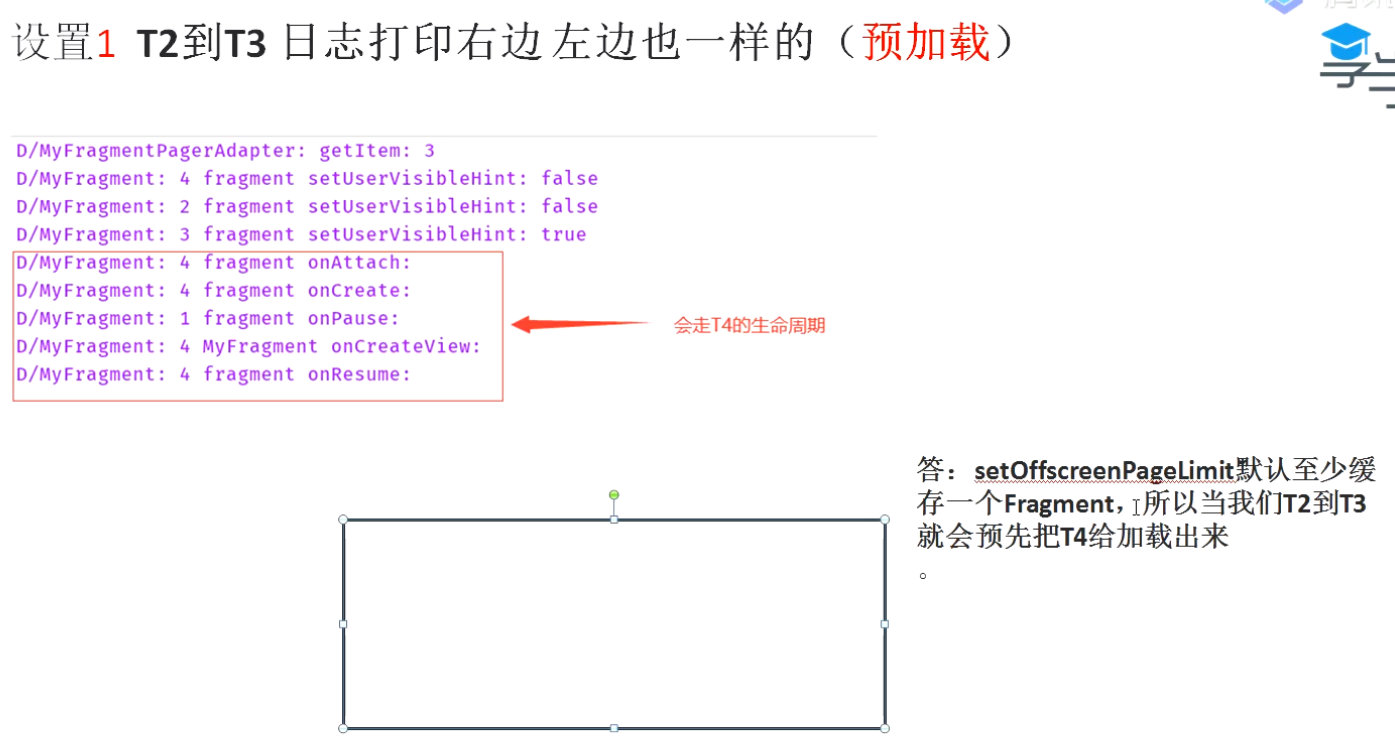 设置1 T2到T3 日志打印右边 左边也一样的（预加载）
D/MyFragmentPagerAdapter: getItem: 3
D/MyFragment: 4 fragment setUserVisibleHint: false
D/MyFragment: 2 fragment setUserVisibleHint: false
D/MyFragment: 3 fragment setUserVisibleHint: true
D/MyFragment: 4 fragment onAttach:
D/MyFragment: 4 fragment onCreate:
D/MyFragment: 1 fragment onPause:
D/MyFragment: 4 MyFragment onCreateView:
D/MyFragment: 4 fragment onResume:
会走T4的生命周期
答：setOffscreenPageLimit默认至少缓
存一个Fragment，所以当我们T2到T3
就会预先把T4给加载出来
。